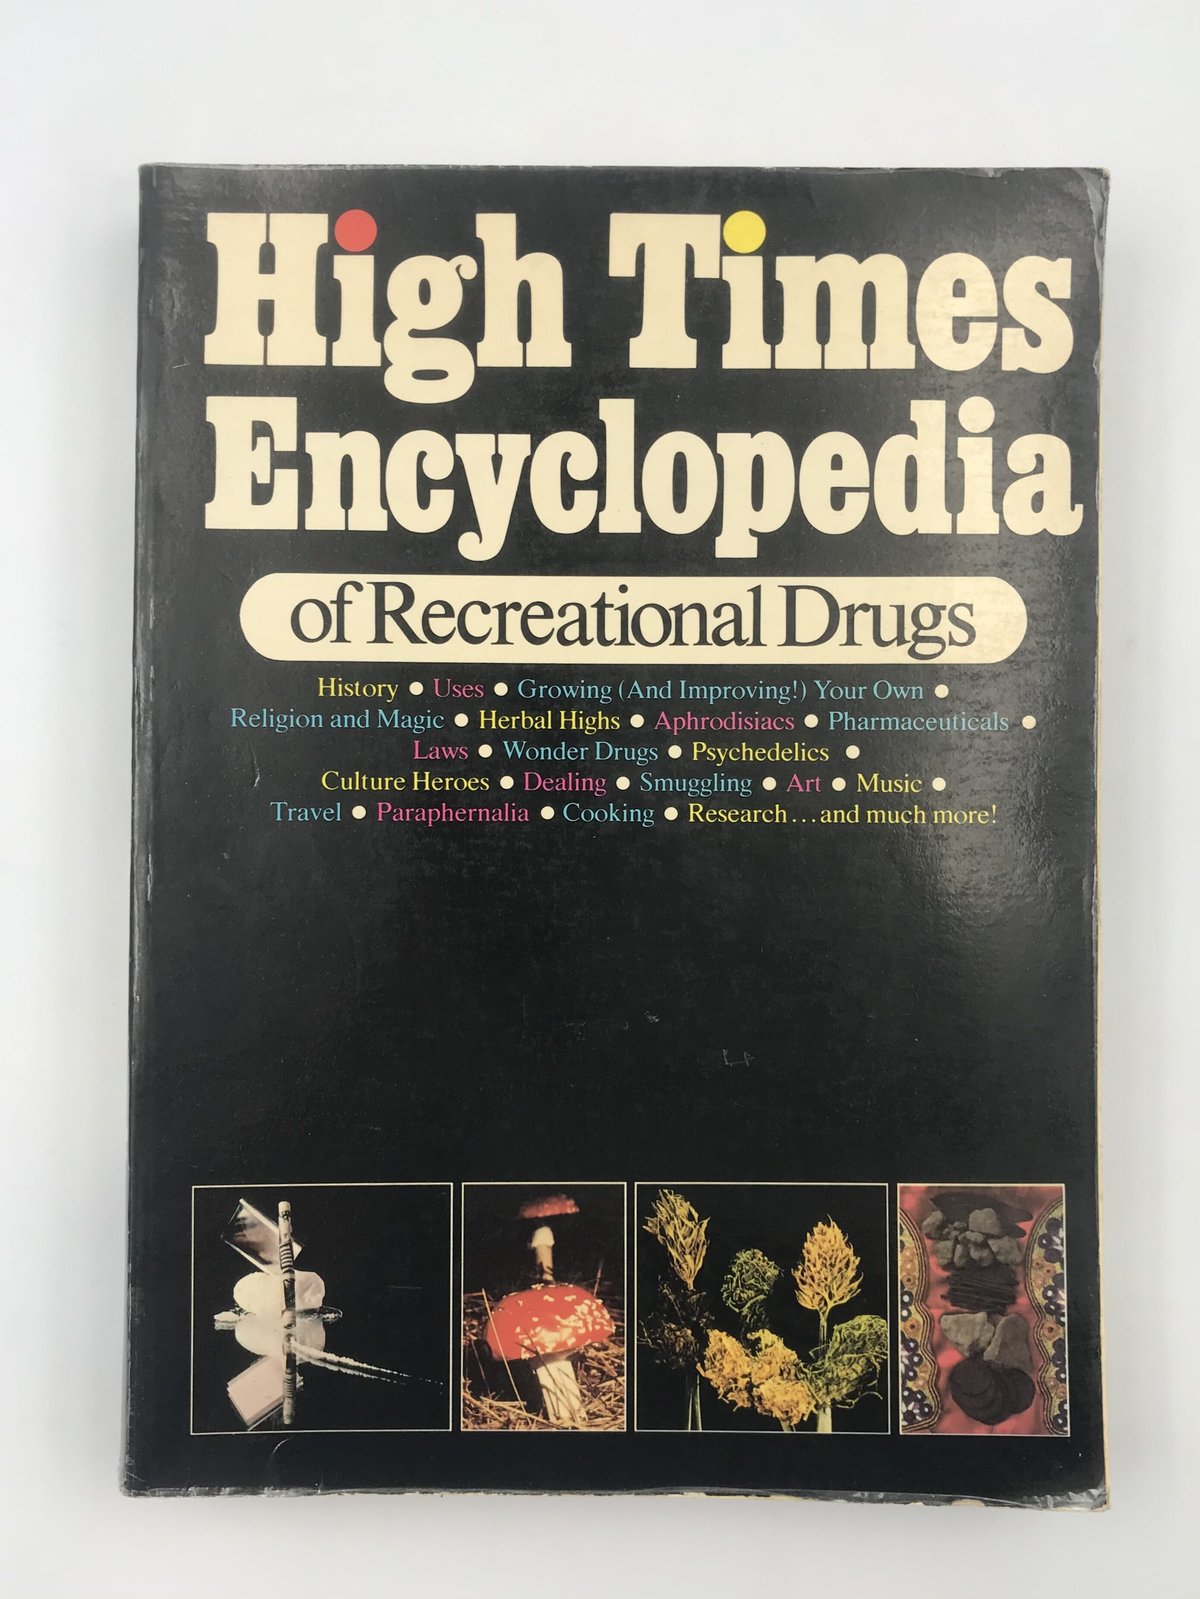 High Times
Encyclopedia
of Recreational Drugs
History ● Uses ● Growing (And Improving!) Your Own ●
Religion and Magic ● Herbal Highs ● Aphrodisiacs ● Pharmaceuticals ●
Laws ● Wonder Drugs ● Psychedelics ●
Culture Heroes ● Dealing ● Smuggling ● Art ● Music ●
Travel ● Paraphernalia ● Cooking ● Research...and much more!